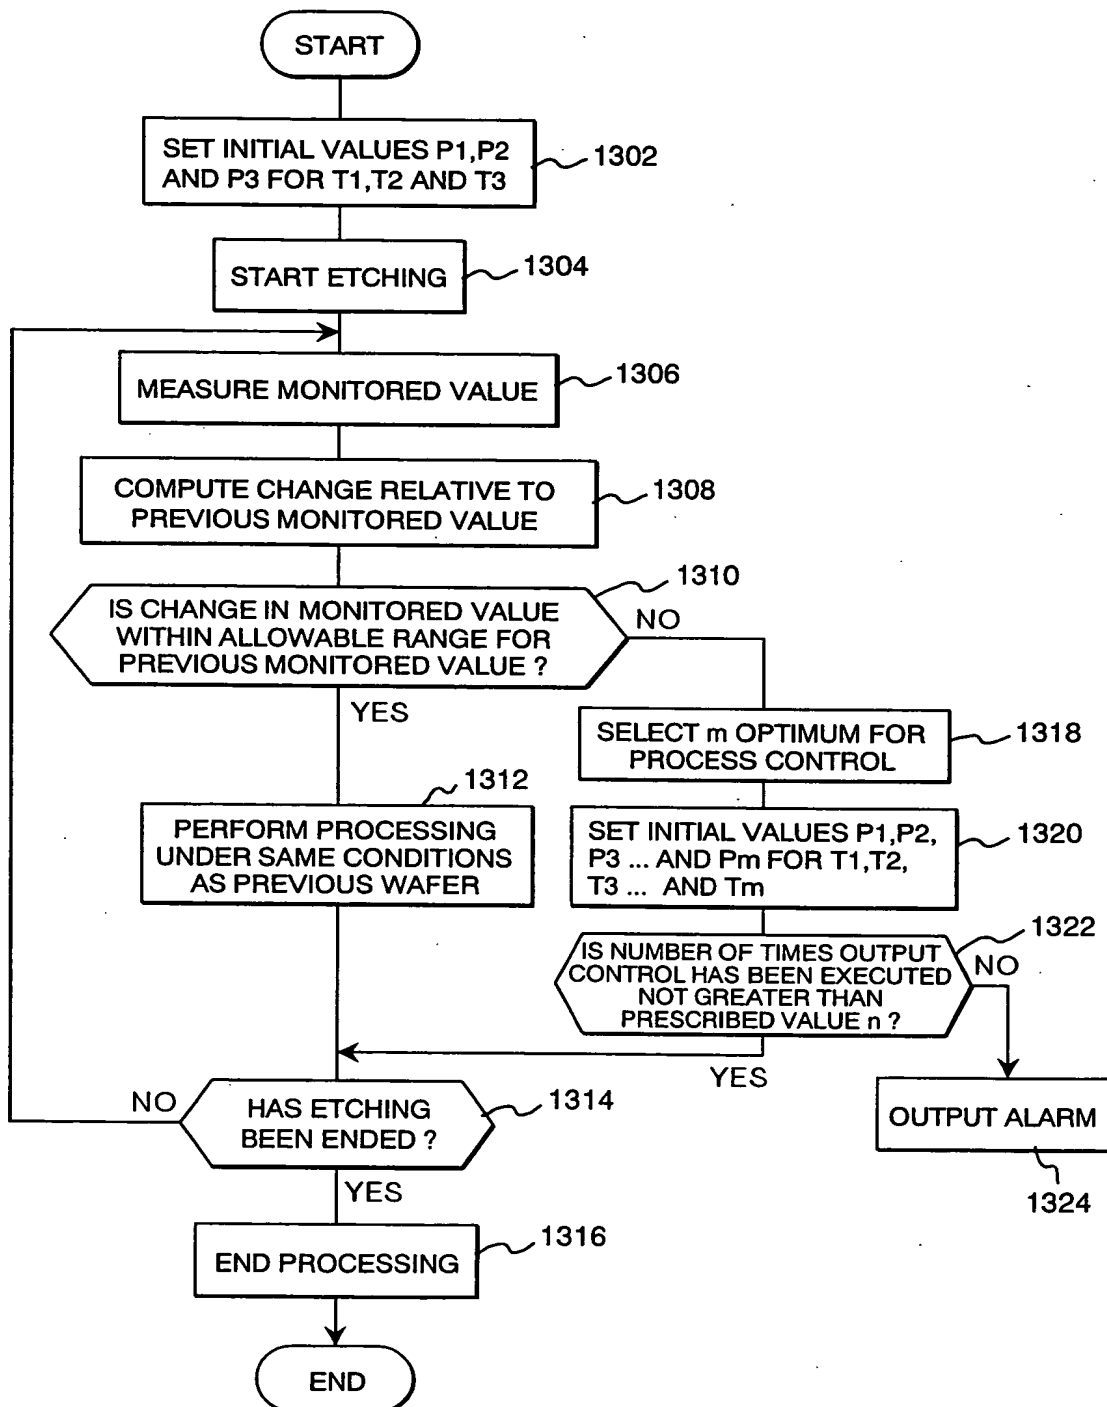 START
SET INITIAL VALUES P1,P2
AND P3 FOR T1,T2 AND T3
1302
START ETCHING
1304
MEASURE MONITORED VALUE
1306
COMPUTE CHANGE RELATIVE TO
PREVIOUS MONITORED VALUE
1308
IS CHANGE IN MONITORED VALUE
WITHIN ALLOWABLE RANGE FOR
PREVIOUS MONITORED VALUE ?
1310
NO
YES
SELECT m OPTIMUM FOR
PROCESS CONTROL
1318
1312
PERFORM PROCESSING
UNDER SAME CONDITIONS
AS PREVIOUS WAFER
SET INITIAL VALUES P1,P2,
P3 ... AND Pm FOR T1,T2,
T3 ... AND Tm
1320
IS NUMBER OF TIMES OUTPUT
CONTROL HAS BEEN EXECUTED
NOT GREATER THAN
PRESCRIBED VALUE n ?
1322
NO
YES
NO
HAS ETCHING
BEEN ENDED ?
1314
OUTPUT ALARM
1324
YES
END PROCESSING
1316
END